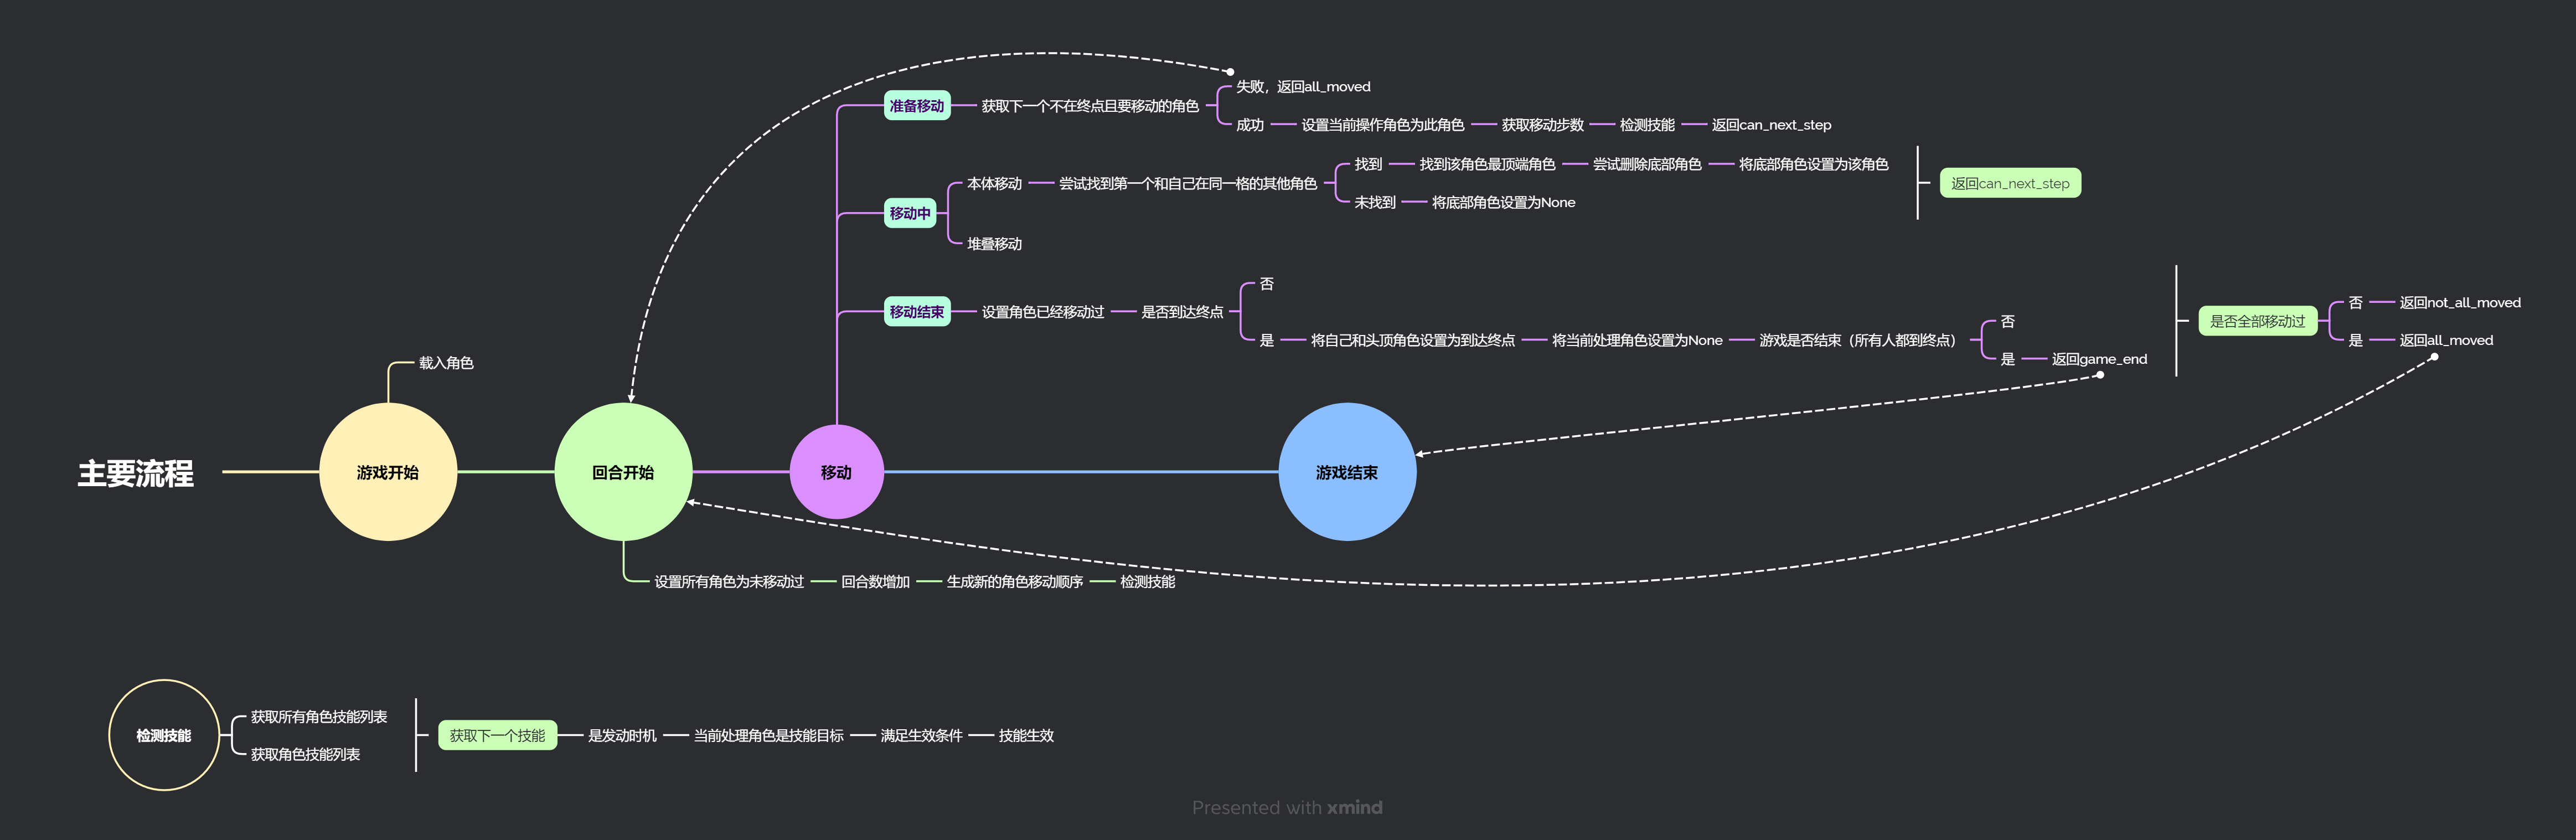 失败，返回all_moved
准备移动
获取下一个不在终点且要移动的角色
成功
设置当前操作角色为此角色
获取移动步数
检测技能
返回can_next_step
找到
找到该角色最顶端角色
尝试删除底部角色
将底部角色设置为该角色
本体移动
尝试找到第一个和自己在同一格的其他角色
返回can_next_step
未找到
将底部角色设置为None
移动中
堆叠移动
否
移动结束
设置角色已经移动过
是否到达终点
是
将自己和头顶角色设置为到达终点
将当前处理角色设置为None
游戏是否结束（所有人都到终点）
否
是
返回game_end
是否全部移动过
否
返回not_all_moved
是
返回all_moved
载入角色
主要流程
游戏开始
回合开始
移动
游戏结束
设置所有角色为未移动过
回合数增加
生成新的角色移动顺序
检测技能
检测技能
获取所有角色技能列表
获取角色技能列表
获取下一个技能
是发动时机
当前处理角色是技能目标
满足生效条件
技能生效
Presented with xmind